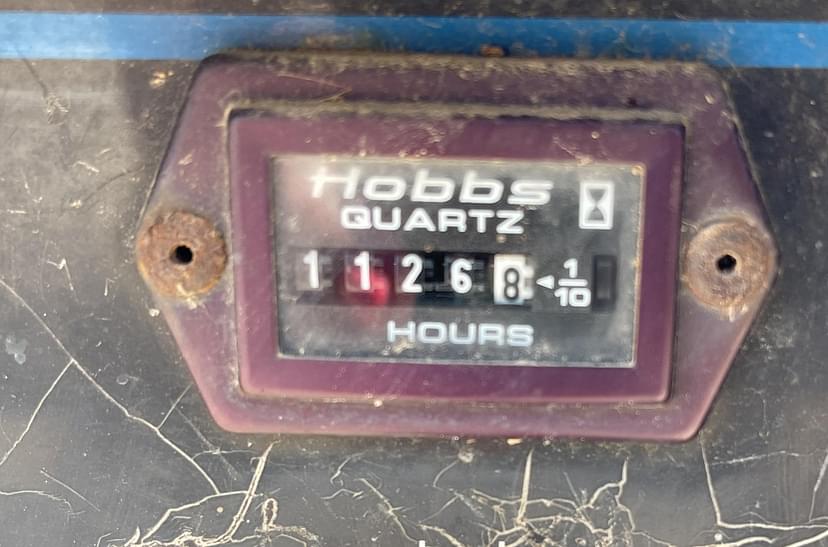 Hobbs
QUARTZ
1 1 2 6 8 ◄ 1/10
HOURS